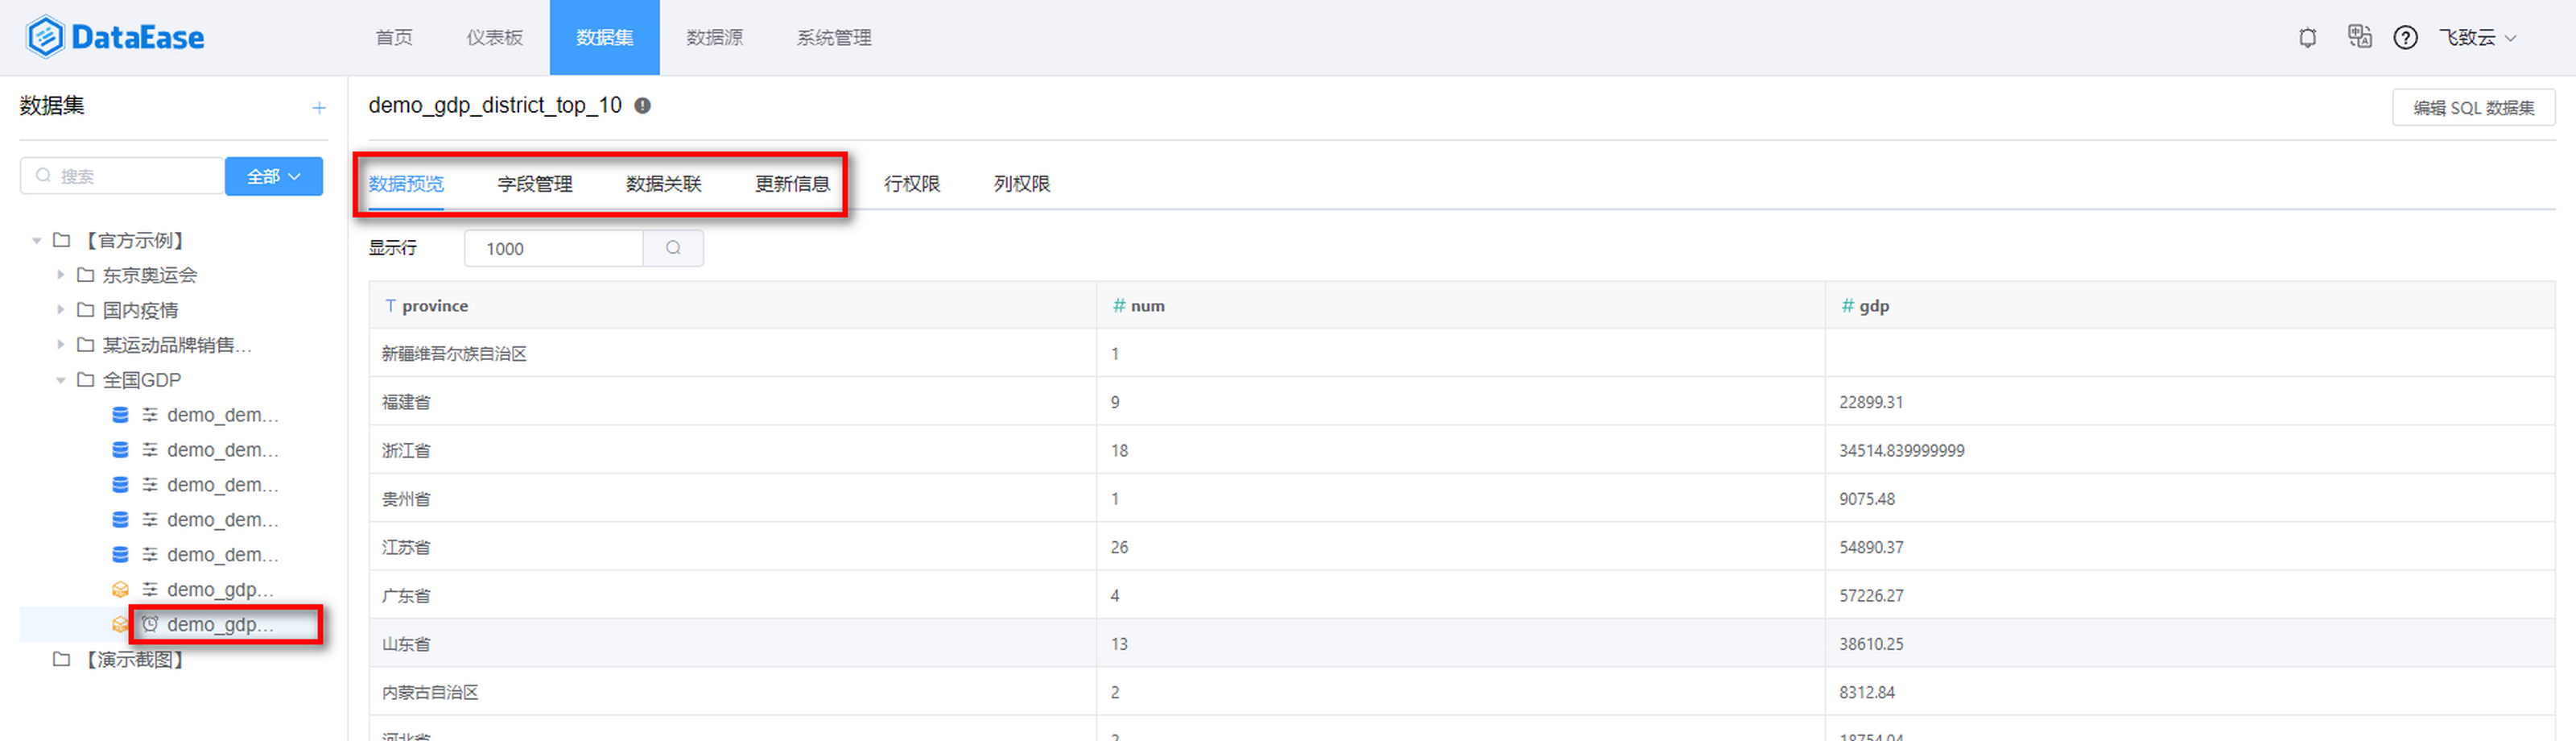 DataEase 首页 仪表板 数据集 数据源 系统管理 飞致云
数据集
demo_gdp_district_top_10 编辑 SQL 数据集
搜索 全部
数据预览 字段管理 数据关联 更新信息 行权限 列权限
【官方示例】
东京奥运会
国内疫情
某运动品牌销售...
全国GDP
demo_dem...
demo_dem...
demo_dem...
demo_dem...
demo_dem...
demo_gdp...
demo_gdp...
【演示截图】
显示行 1000
province num gdp
新疆维吾尔族自治区 1
福建省 9 22899.31
浙江省 18 34514.839999999
贵州省 1 9075.48
江苏省 26 54890.37
广东省 4 57226.27
山东省 13 38610.25
内蒙古自治区 2 8312.84
河北省 2 18754.04